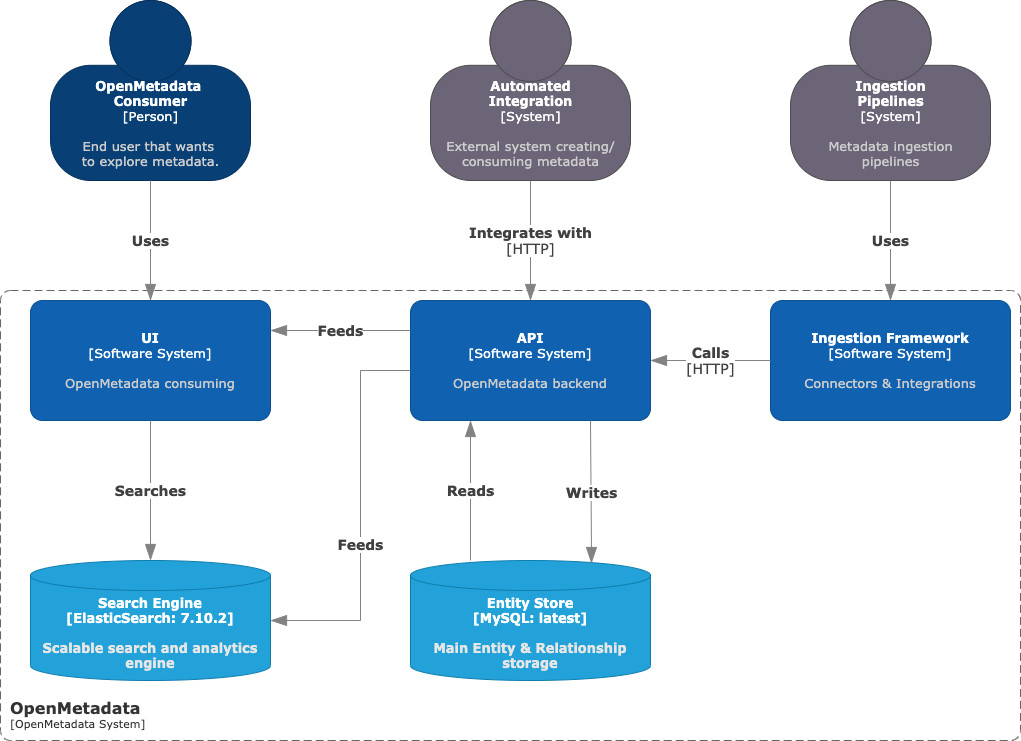 OpenMetadata
Consumer
[Person]
End user that wants
to explore metadata.
Automated
Integration
[System]
External system creating/
consuming metadata
Ingestion
Pipelines
[System]
Metadata ingestion
pipelines
Uses
Integrates with
[HTTP]
Uses
UI
[Software System]
OpenMetadata consuming
Feeds
API
[Software System]
OpenMetadata backend
Calls
[HTTP]
Ingestion Framework
[Software System]
Connectors & Integrations
Searches
Feeds
Reads
Writes
Search Engine
[ElasticSearch: 7.10.2]
Scalable search and analytics
engine
Entity Store
[MySQL: latest]
Main Entity & Relationship
storage
OpenMetadata
[OpenMetadata System]